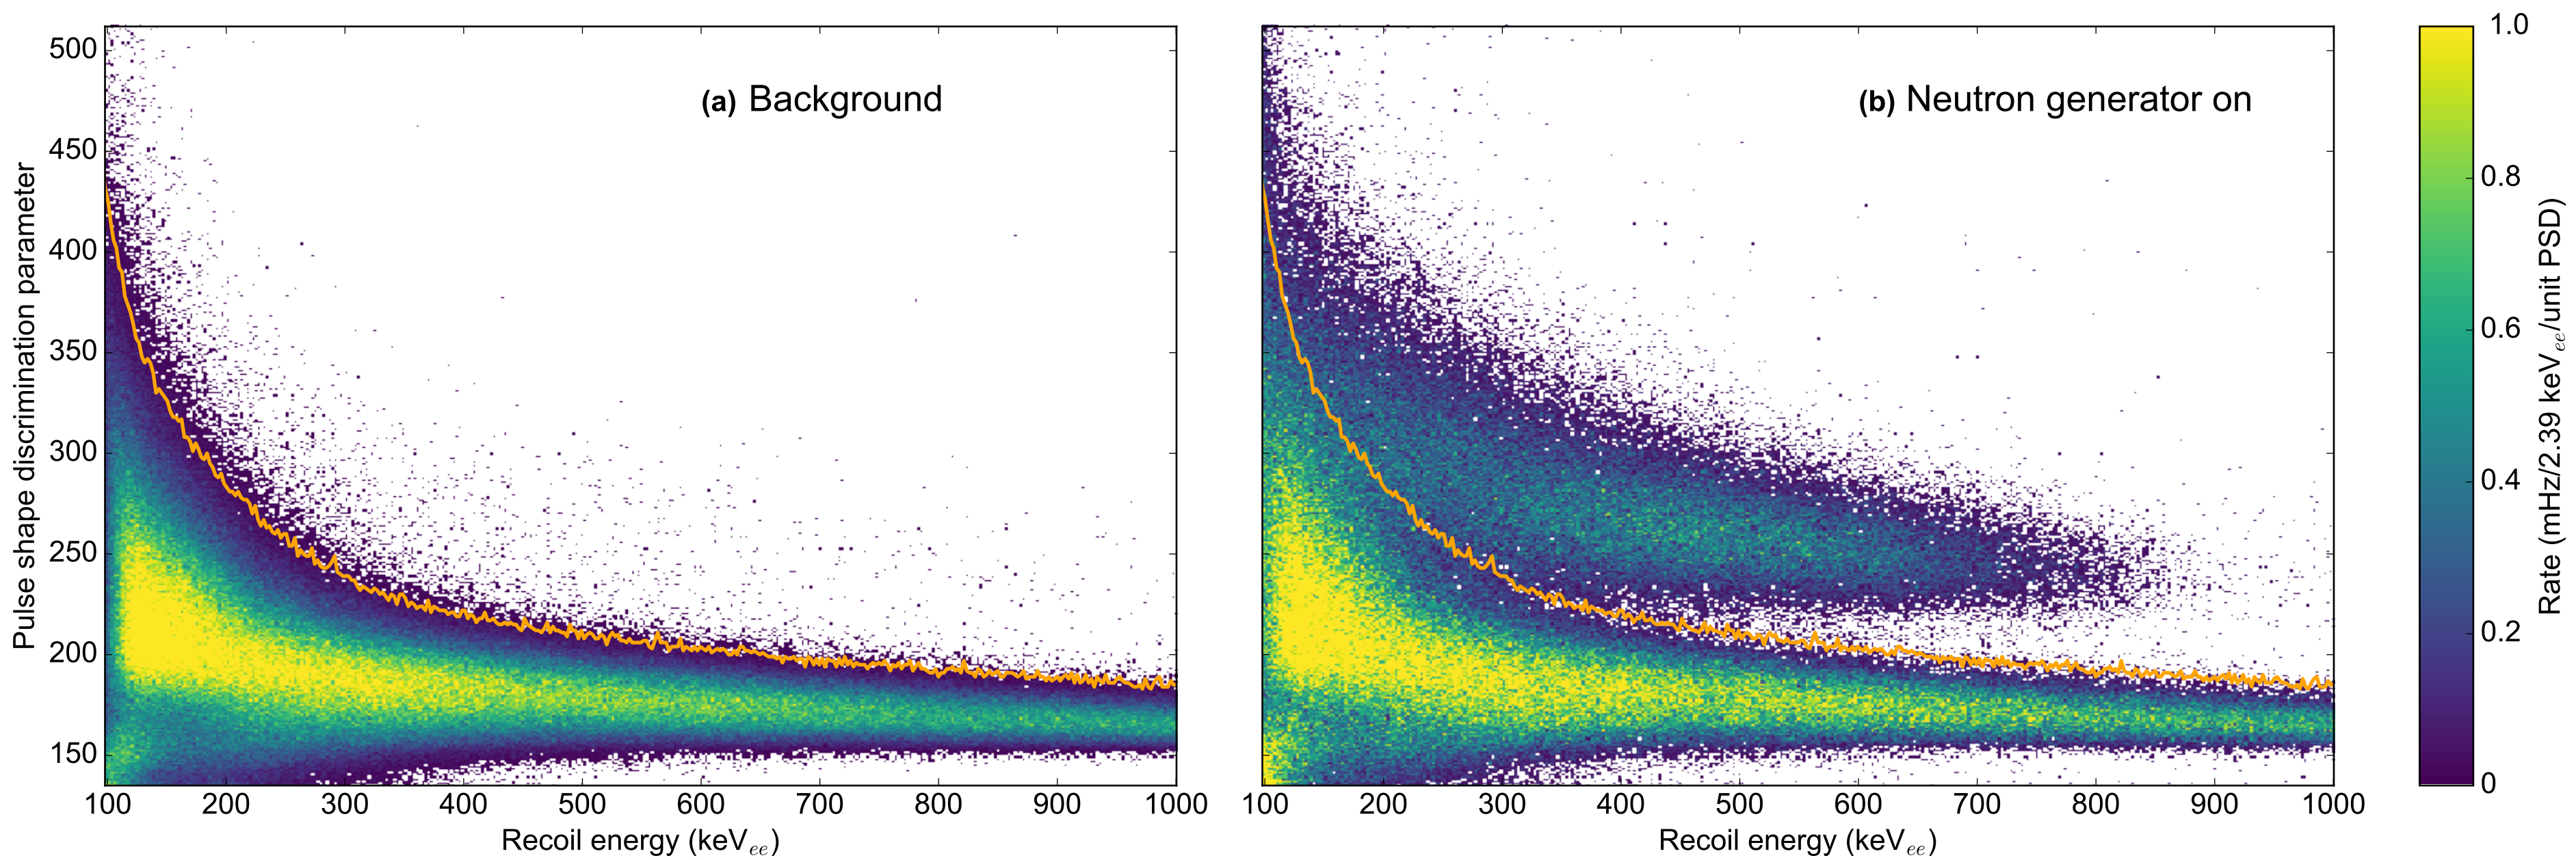 (a) Background
(b) Neutron generator on
Pulse shape discrimination parameter
500
450
400
350
300
250
200
150
100 200 300 400 500 600 700 800 900 1000
Recoil energy (keVee)
100 200 300 400 500 600 700 800 900 1000
Recoil energy (keVee)
1.0
0.8
0.6
0.4
0.2
0
Rate (mHz/2.39 keVee/unit PSD)